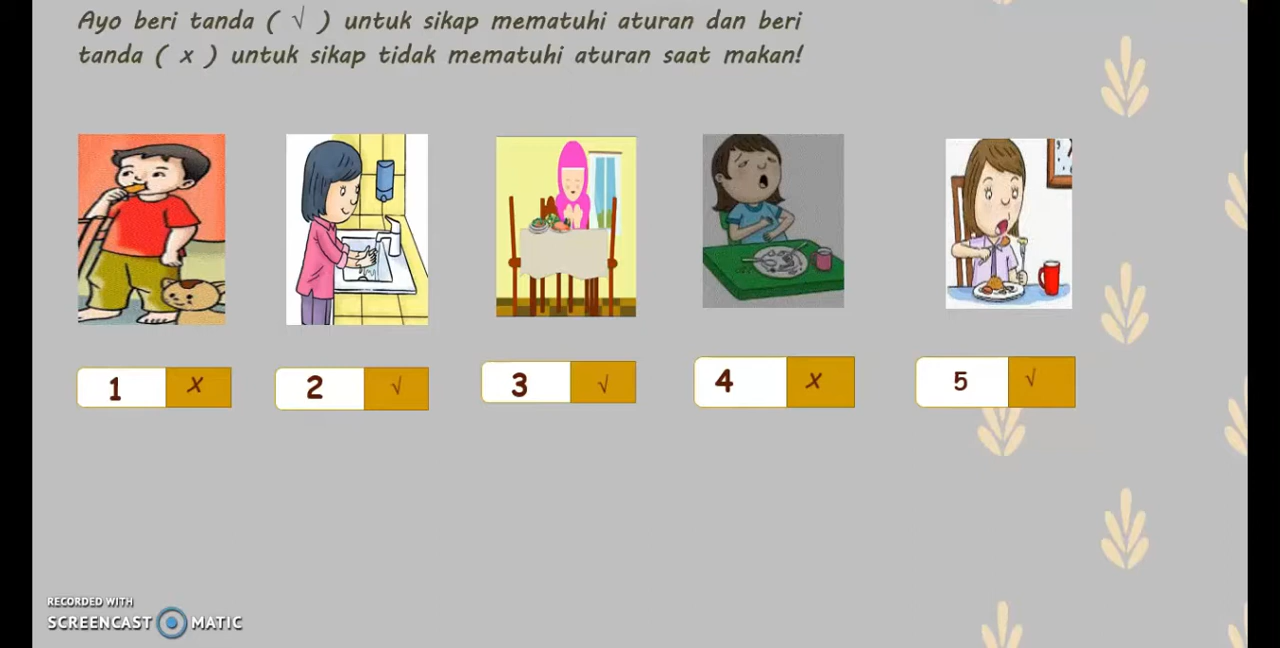 Ayo beri tanda ( √ ) untuk sikap mematuhi aturan dan beri
tanda ( x ) untuk sikap tidak mematuhi aturan saat makan!
1 X
2 √
3 √
4 X
5 √
RECORDED WITH
SCREENCAST MATIC